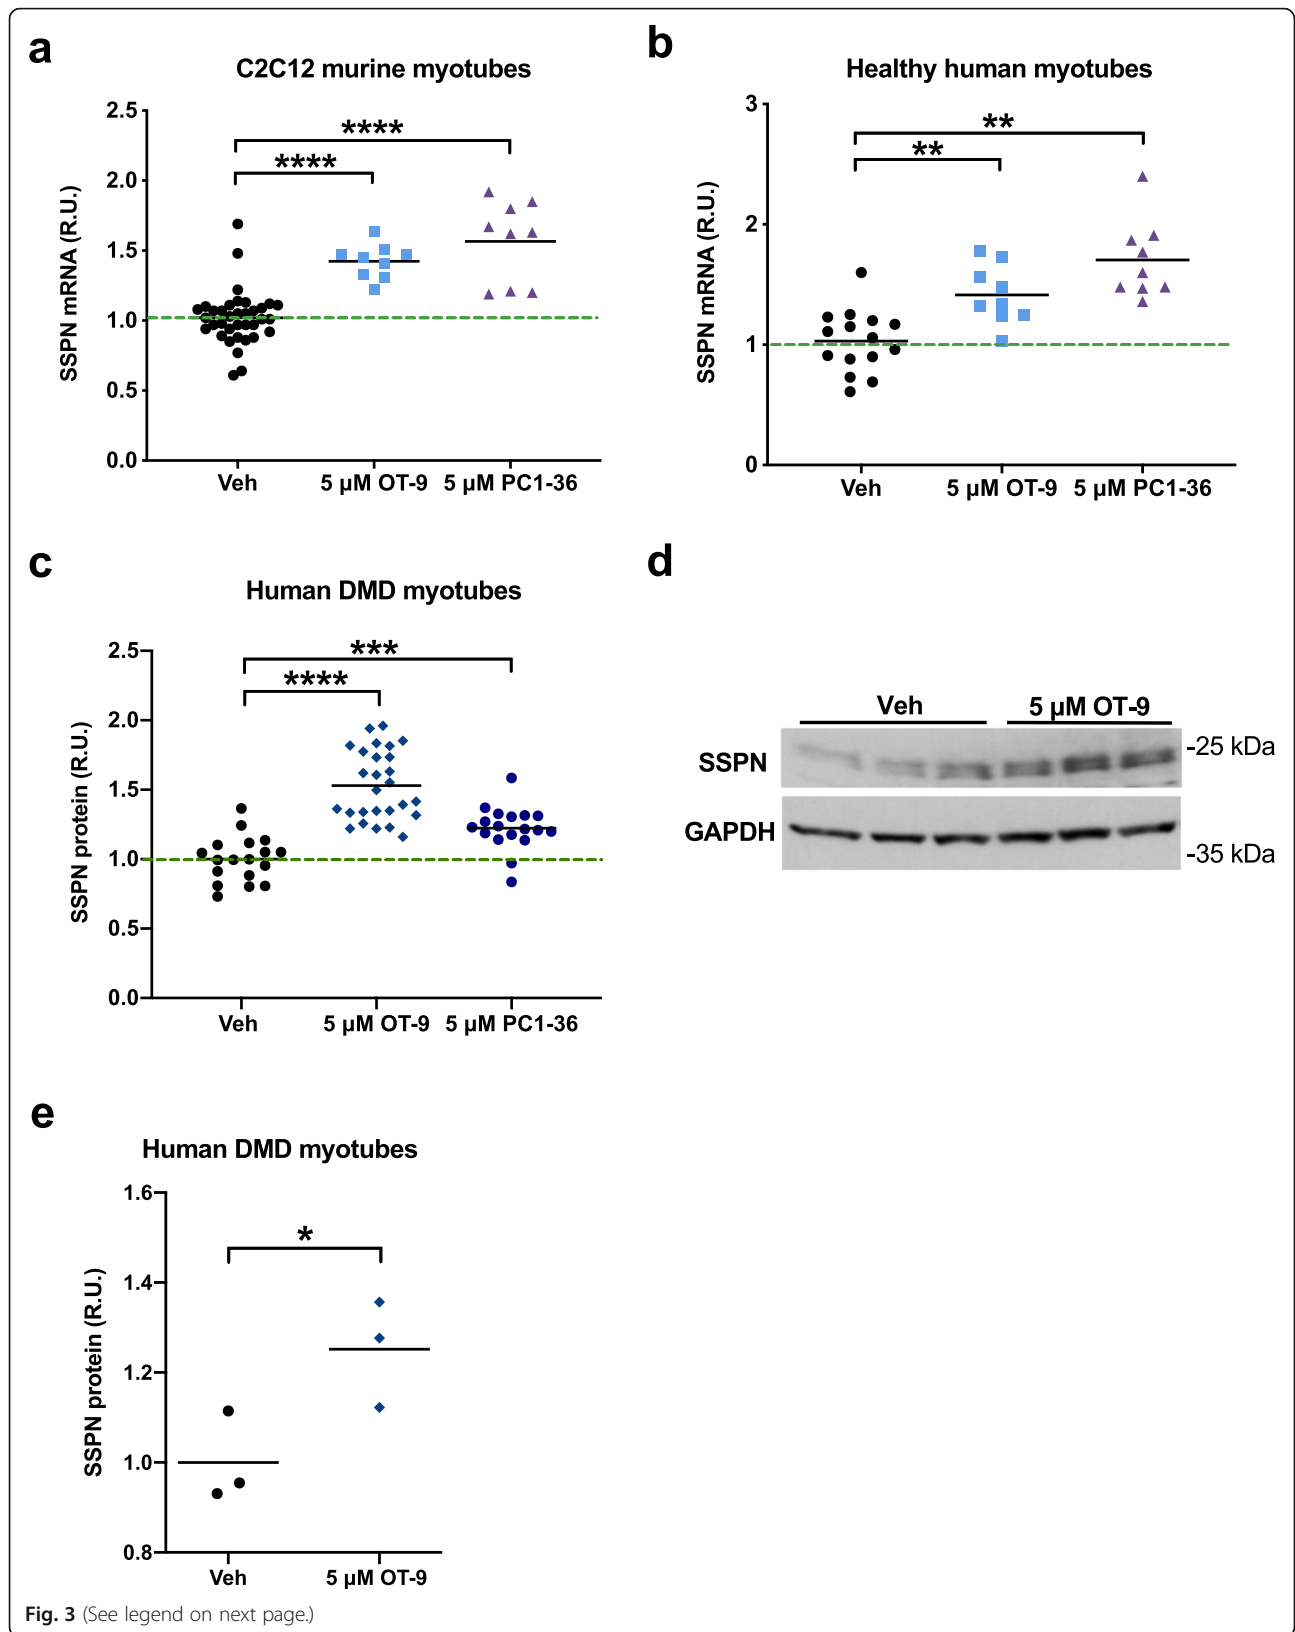 a
C2C12 murine myotubes
SSPN mRNA (R.U.)
2.5
2.0
1.5
1.0
0.5
0.0
****
****
Veh
5 µM OT-9
5 µM PC1-36
b
Healthy human myotubes
SSPN mRNA (R.U.)
3
2
1
0
**
**
Veh
5 µM OT-9
5 µM PC1-36
c
Human DMD myotubes
SSPN protein (R.U.)
2.5
2.0
1.5
1.0
0.5
0.0
***
****
Veh
5 µM OT-9
5 µM PC1-36
d
Veh
5 µM OT-9
SSPN
-25 kDa
GAPDH
-35 kDa
e
Human DMD myotubes
SSPN protein (R.U.)
1.6
1.4
1.2
1.0
0.8
*
Veh
5 µM OT-9
Fig. 3 (See legend on next page.)